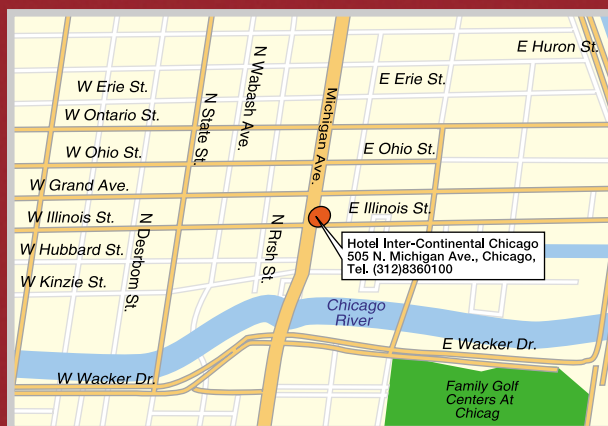 E Huron St.
W Erie St.
E Erie St.
N Wabash Ave.
N State St.
Michigan Ave.
W Ontario St.
W Ohio St.
E Ohio St.
W Grand Ave.
W Illinois St.
E Illinois St.
N Desrbom St.
N Rrsh St.
W Hubbard St.
W Kinzie St.
Hotel Inter-Continental Chicago
505 N. Michigan Ave., Chicago,
Tel. (312)8360100
Chicago
River
E Wacker Dr.
W Wacker Dr.
Family Golf
Centers At
Chicag